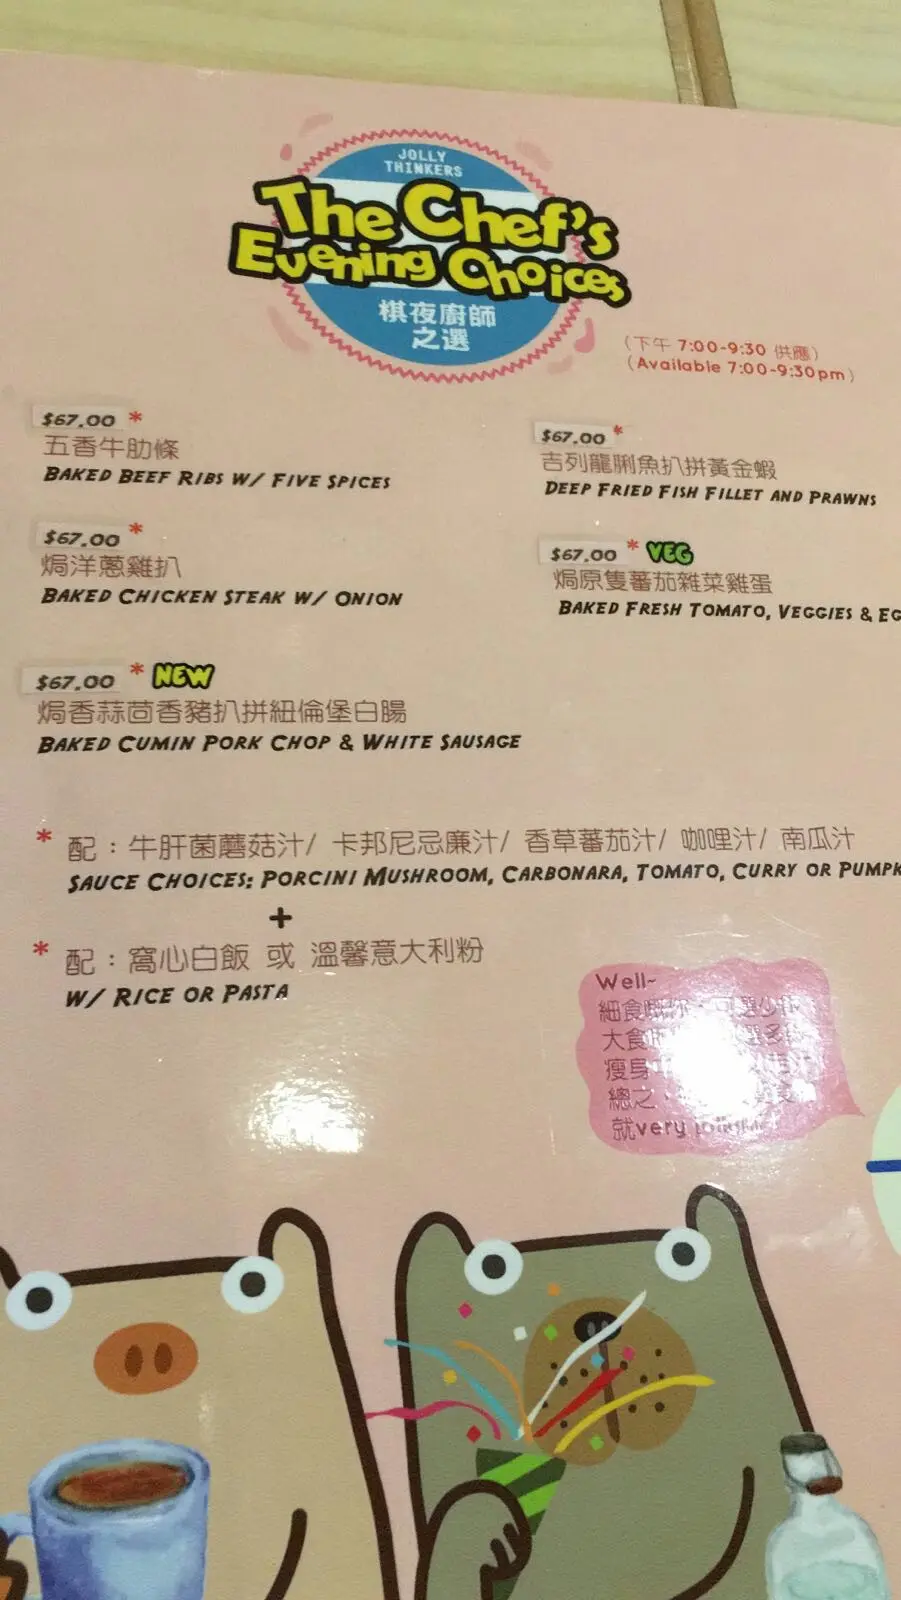 JOLLY
THINKERS
The Chef's
Evening Choices
棋夜廚師
之選
(下午 7:00-9:30 供應)
(Available 7:00-9:30pm)
$67.00 *
五香牛肋條
BAKED BEEF RIBS W/ FIVE SPICES
$67.00 *
焗洋蔥雞扒
BAKED CHICKEN STEAK W/ ONION
$67.00 * NEW
焗香蒜茴香豬扒拼紐倫堡白腸
BAKED CUMIN PORK CHOP & WHITE SAUSAGE
$67.00 *
吉列龍脷魚扒拼黃金蝦
DEEP FRIED FISH FILLET AND PRAWNS
$67.00 * VEG
焗原隻蕃茄雜菜雞蛋
BAKED FRESH TOMATO, VEGGIES & EG
* 配：牛肝菌蘑菇汁/ 卡邦尼忌廉汁/ 香草蕃茄汁/ 咖哩汁/ 南瓜汁
SAUCE CHOICES: PORCINI MUSHROOM, CARBONARA, TOMATO, CURRY OR PUMPK
+
* 配：窩心白飯 或 溫馨意大利粉
W/ RICE OR PASTA
Well~
細食
大食
瘦身
總之
就very